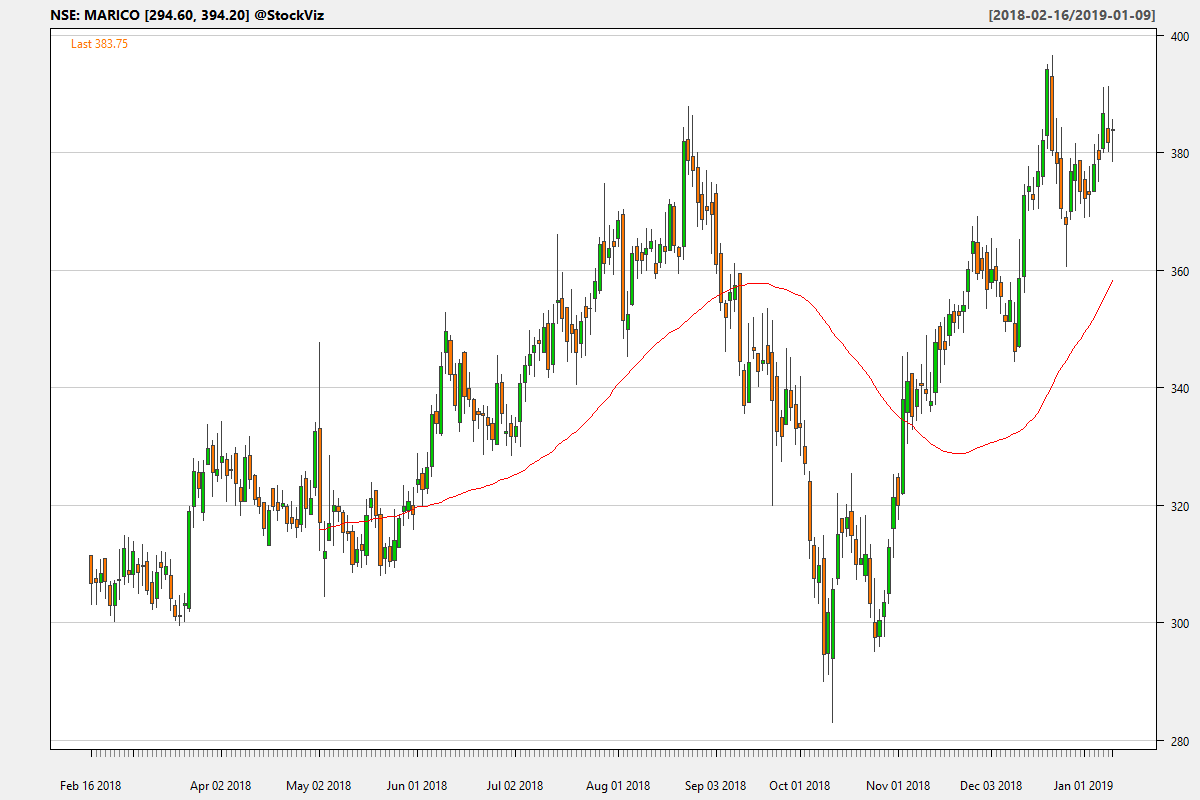 NSE: MARICO [294.60, 394.20] @StockViz
[2018-02-16/2019-01-09]
Last 383.75
400
380
360
340
320
300
280
Feb 16 2018 Apr 02 2018 May 02 2018 Jun 01 2018 Jul 02 2018 Aug 01 2018 Sep 03 2018 Oct 01 2018 Nov 01 2018 Dec 03 2018 Jan 01 2019